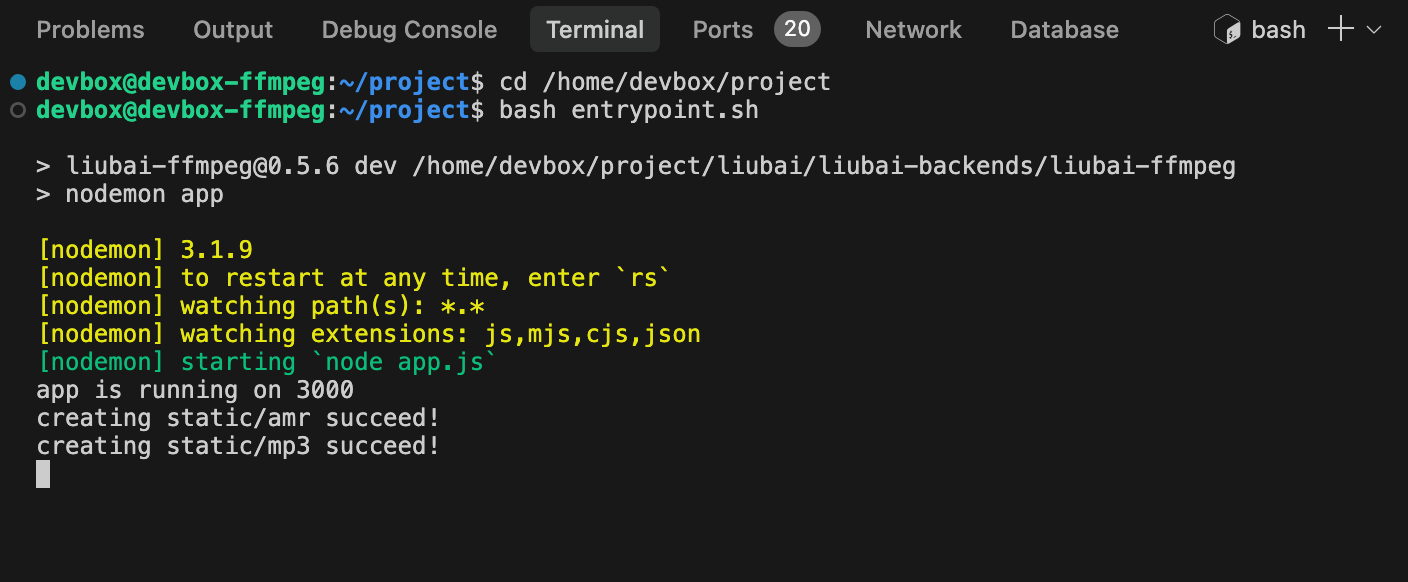 Problems Output Debug Console Terminal Ports 20 Network Database bash
devbox@devbox-ffmpeg:~/project$ cd /home/devbox/project
devbox@devbox-ffmpeg:~/project$ bash entrypoint.sh
> liubai-ffmpeg@0.5.6 dev /home/devbox/project/liubai/liubai-backends/liubai-ffmpeg
> nodemon app
[nodemon] 3.1.9
[nodemon] to restart at any time, enter `rs`
[nodemon] watching path(s): *.*
[nodemon] watching extensions: js,mjs,cjs,json
[nodemon] starting `node app.js`
app is running on 3000
creating static/amr succeed!
creating static/mp3 succeed!